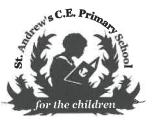 St. Andrew's C.E. Primary School
for the children